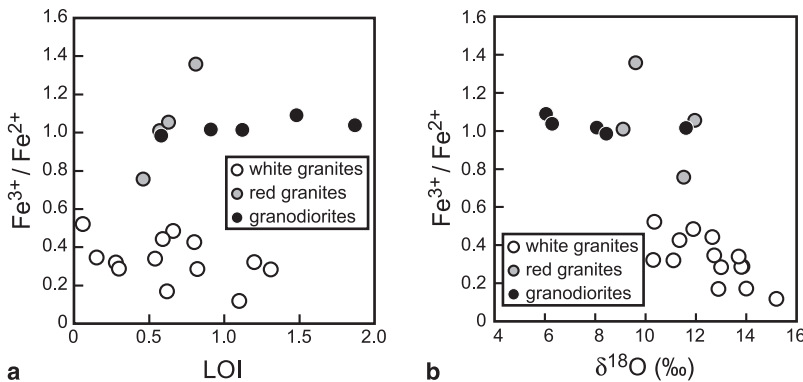 1.6
1.4
1.2
1.0
0.8
0.6
0.4
0.2
0
Fe³⁺/Fe²⁺
white granites
red granites
granodiorites
0 0.5 1.0 1.5 2.0
LOI
a
1.6
1.4
1.2
1.0
0.8
0.6
0.4
0.2
0
Fe³⁺/Fe²⁺
white granites
red granites
granodiorites
4 6 8 10 12 14 16
δ¹⁸O (‰)
b